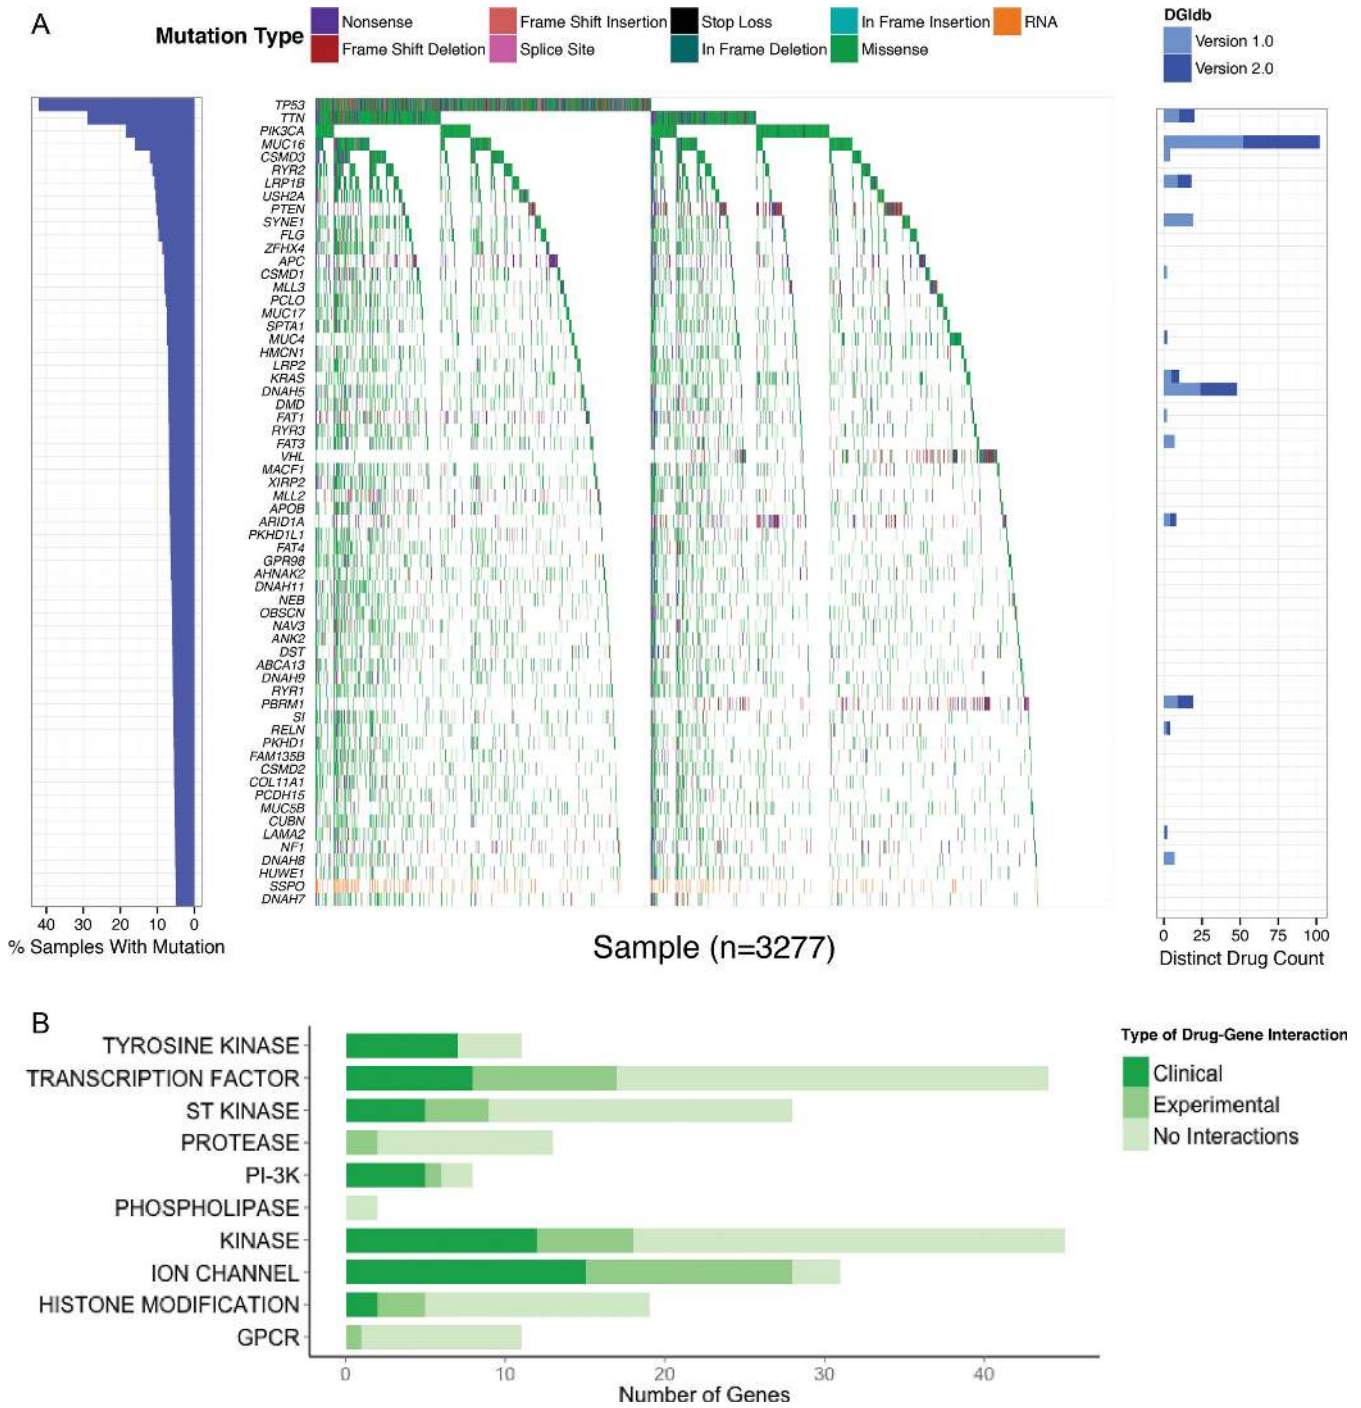 A
Mutation Type
Nonsense
Frame Shift Insertion
Stop Loss
In Frame Insertion
RNA
Frame Shift Deletion
Splice Site
In Frame Deletion
Missense
DGIdb
Version 1.0
Version 2.0
TP53
TTN
PIK3CA
MUC16
CSMD3
RYR2
LRP1B
USH2A
PTEN
SYNE1
FLG
ZFHX4
APC
CSMD1
MLL3
PCLO
MUC17
SPTA1
MUC4
HMCN1
LRP2
KRAS
DNAH5
DMD
FAT1
RYR3
FAT3
VHL
MACF1
XIRP2
MLL2
APOB
ARID1A
PKHD1L1
FAT4
GPR98
AHNAK2
DNAH11
NEB
OBSCN
NAV3
ANK2
DST
ABCA13
DNAH9
RYR1
PBRM1
SI
RELN
PKHD1
FAM135B
CSMD2
COL11A1
PCDH15
MUC5B
CUBN
LAMA2
NF1
DNAH8
HUWE1
SSPO
DNAH7
40 30 20 10 0
% Samples With Mutation
Sample (n=3277)
0 25 50 75 100
Distinct Drug Count
B
TYROSINE KINASE
TRANSCRIPTION FACTOR
ST KINASE
PROTEASE
PI-3K
PHOSPHOLIPASE
KINASE
ION CHANNEL
HISTONE MODIFICATION
GPCR
0 10 20 30 40
Number of Genes
Type of Drug-Gene Interaction
Clinical
Experimental
No Interactions